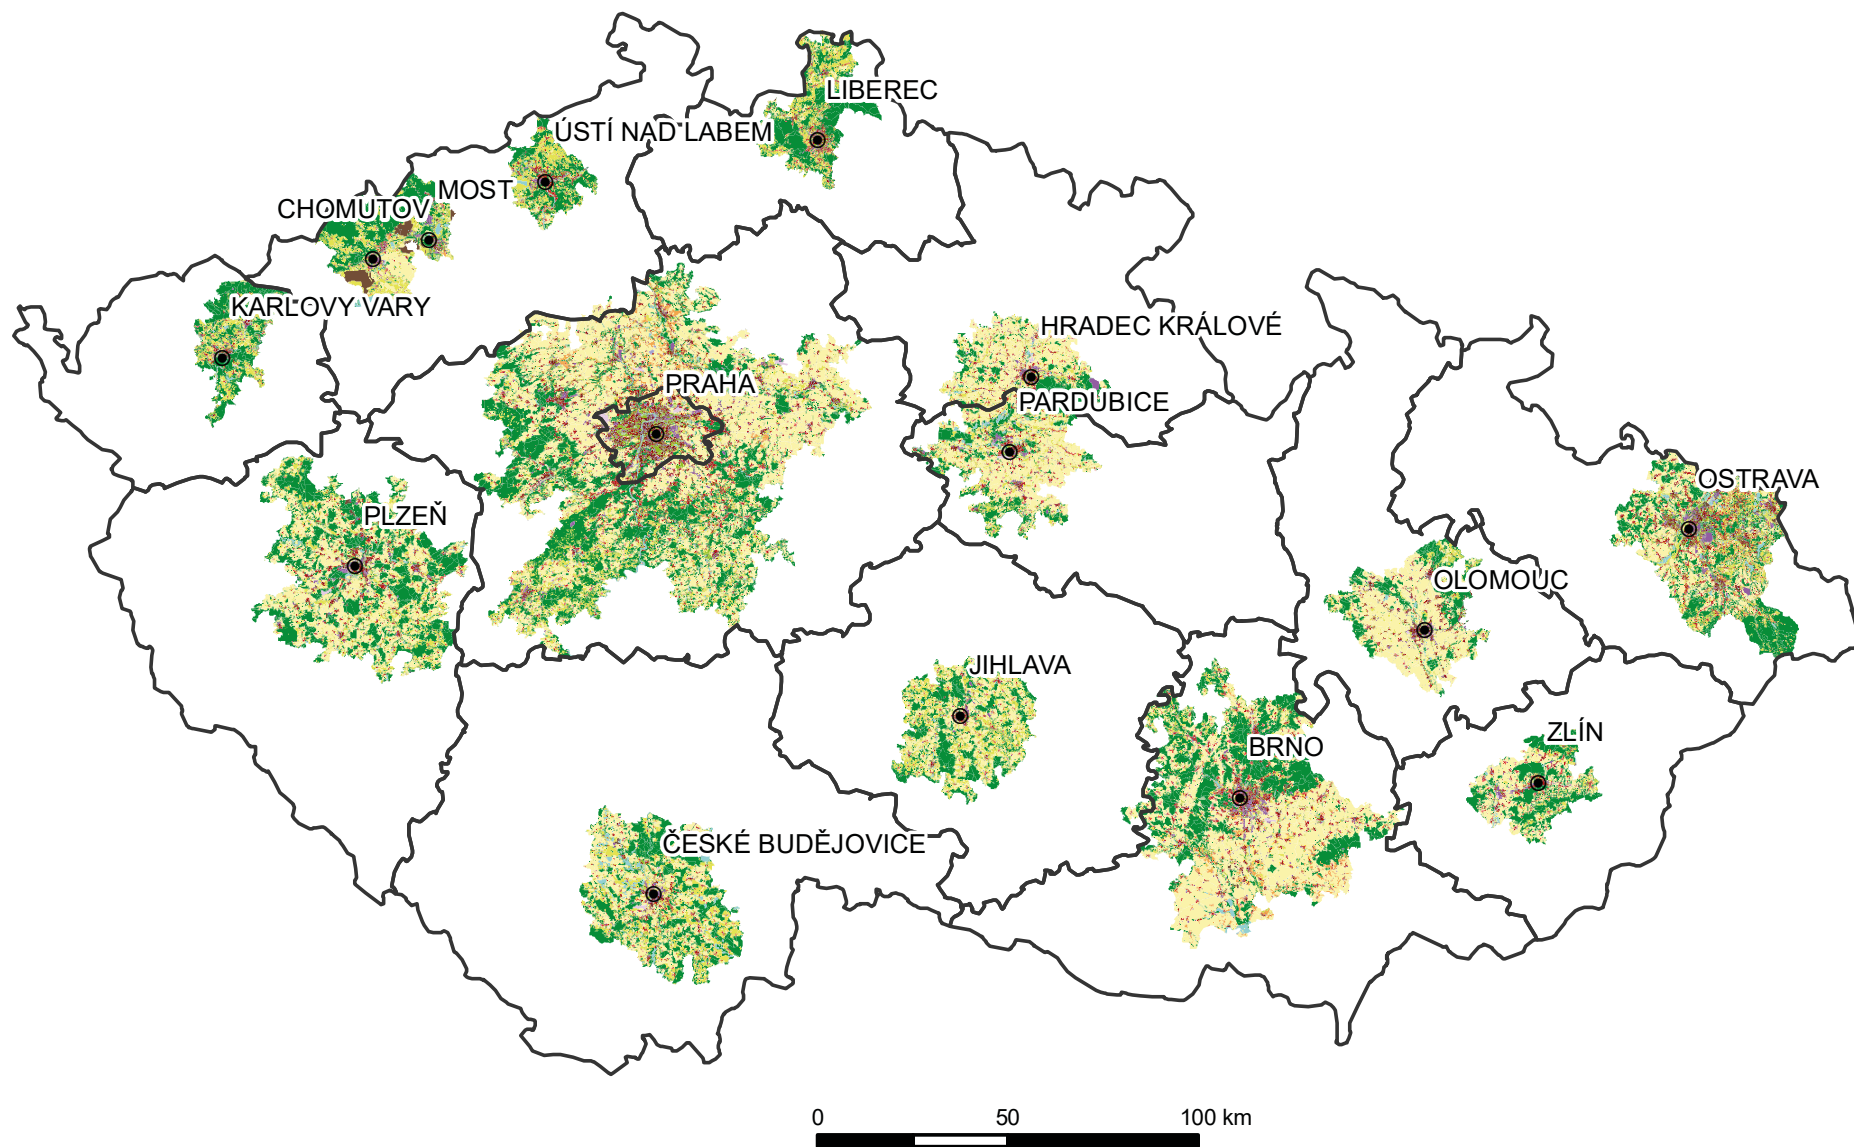 LIBEREC
ÚSTÍ NAD LABEM
MOST
CHOMUTOV
KARLOVY VARY
HRADEC KRÁLOVÉ
PRAHA
PARDUBICE
OSTRAVA
PLZEŇ
OLOMOUC
JIHLAVA
ZLÍN
BRNO
ČESKÉ BUDĚJOVICE
0 50 100 km